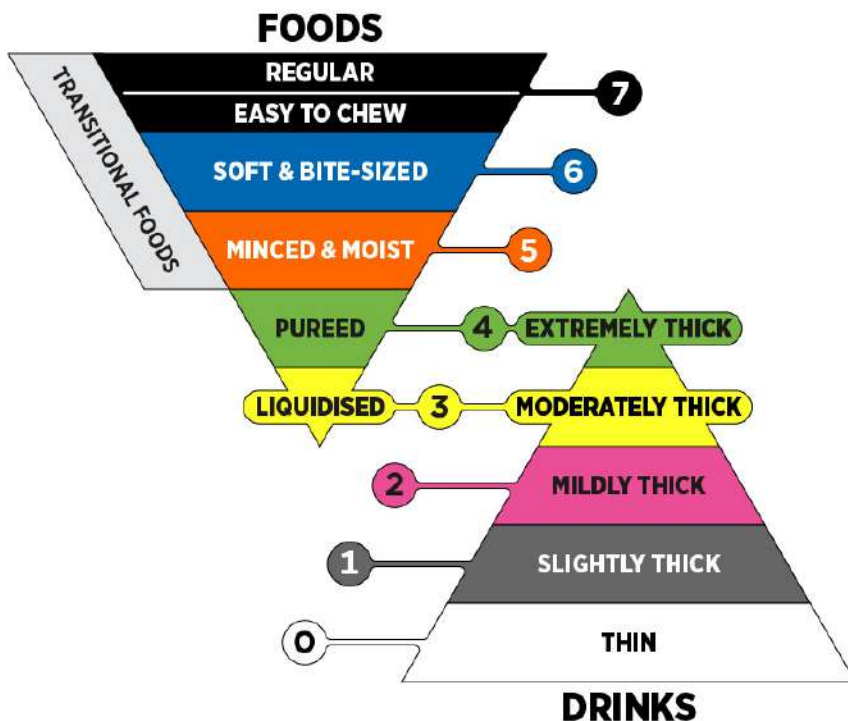 FOODS
REGULAR
7
EASY TO CHEW
TRANSITIONAL FOODS
SOFT & BITE-SIZED
6
MINCED & MOIST
5
PUREED
4
EXTREMELY THICK
LIQUIDISED
3
MODERATELY THICK
2
MILDLY THICK
1
SLIGHTLY THICK
0
THIN
DRINKS